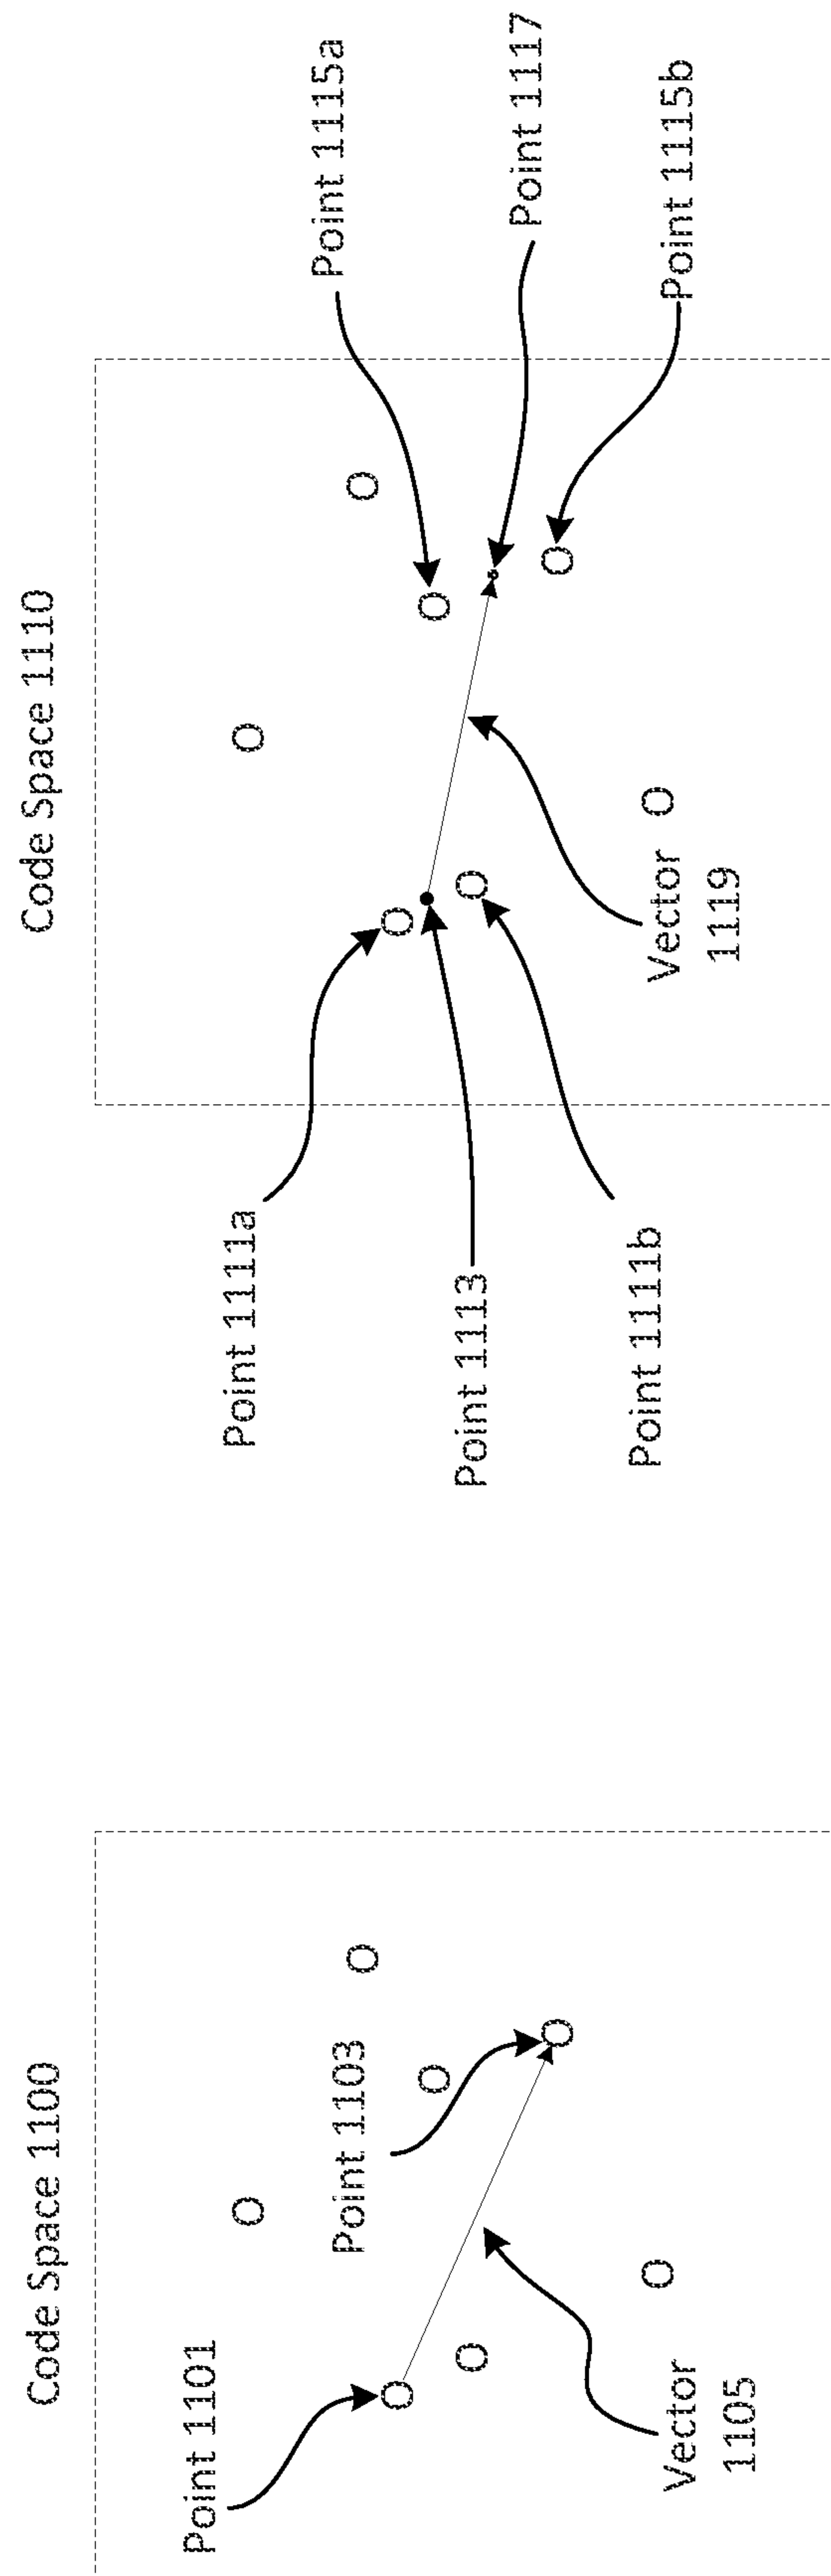 Code Space 1100
Point 1101
Point 1103
Vector
1105
Code Space 1110
Point 1111a
Point 1113
Point 1111b
Point 1115a
Point 1117
Point 1115b
Vector
1119